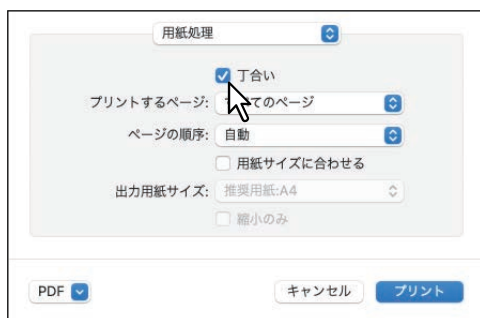 用紙処理
丁合い
プリントするページ: てのページ
ページの順序: 自動
用紙サイズに合わせる
出力用紙サイズ: 推奨用紙:A4
縮小のみ
PDF キャンセル プリント